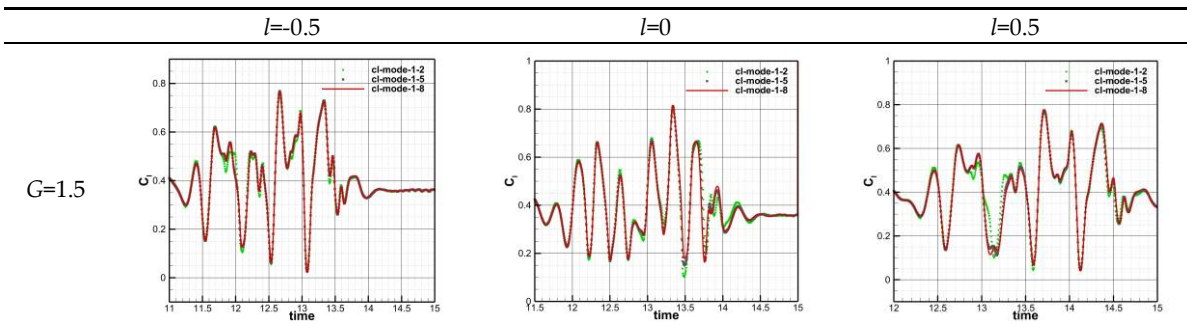 l=-0.5 l=0 l=0.5
G=1.5
cl-mode-1-2
cl-mode-1-5
cl-mode-1-8
0.8
0.6
0.4
0.2
0
C_l
11 11.5 12 12.5 13 13.5 14 14.5 15
time
cl-mode-1-2
cl-mode-1-5
cl-mode-1-8
1
0.8
0.6
0.4
0.2
0
C_l
11.5 12 12.5 13 13.5 14 14.5 15
time
cl-mode-1-2
cl-mode-1-5
cl-mode-1-8
1
0.8
0.6
0.4
0.2
0
C_l
12 12.5 13 13.5 14 14.5 15
time